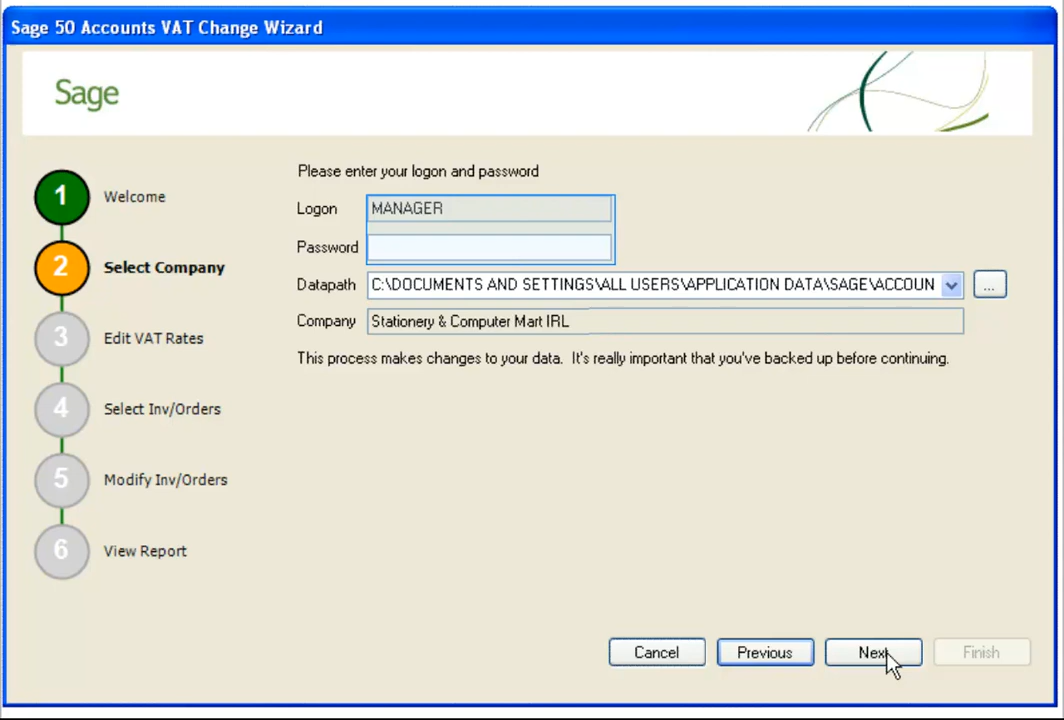 Sage 50 Accounts VAT Change Wizard
Sage
1 Welcome
2 Select Company
3 Edit VAT Rates
4 Select Inv/Orders
5 Modify Inv/Orders
6 View Report
Please enter your logon and password
Logon MANAGER
Password
Datapath C:\DOCUMENTS AND SETTINGS\ALL USERS\APPLICATION DATA\SAGE\ACCOUN ...
Company Stationery & Computer Mart IRL
This process makes changes to your data. It's really important that you've backed up before continuing.
Cancel Previous Next Finish